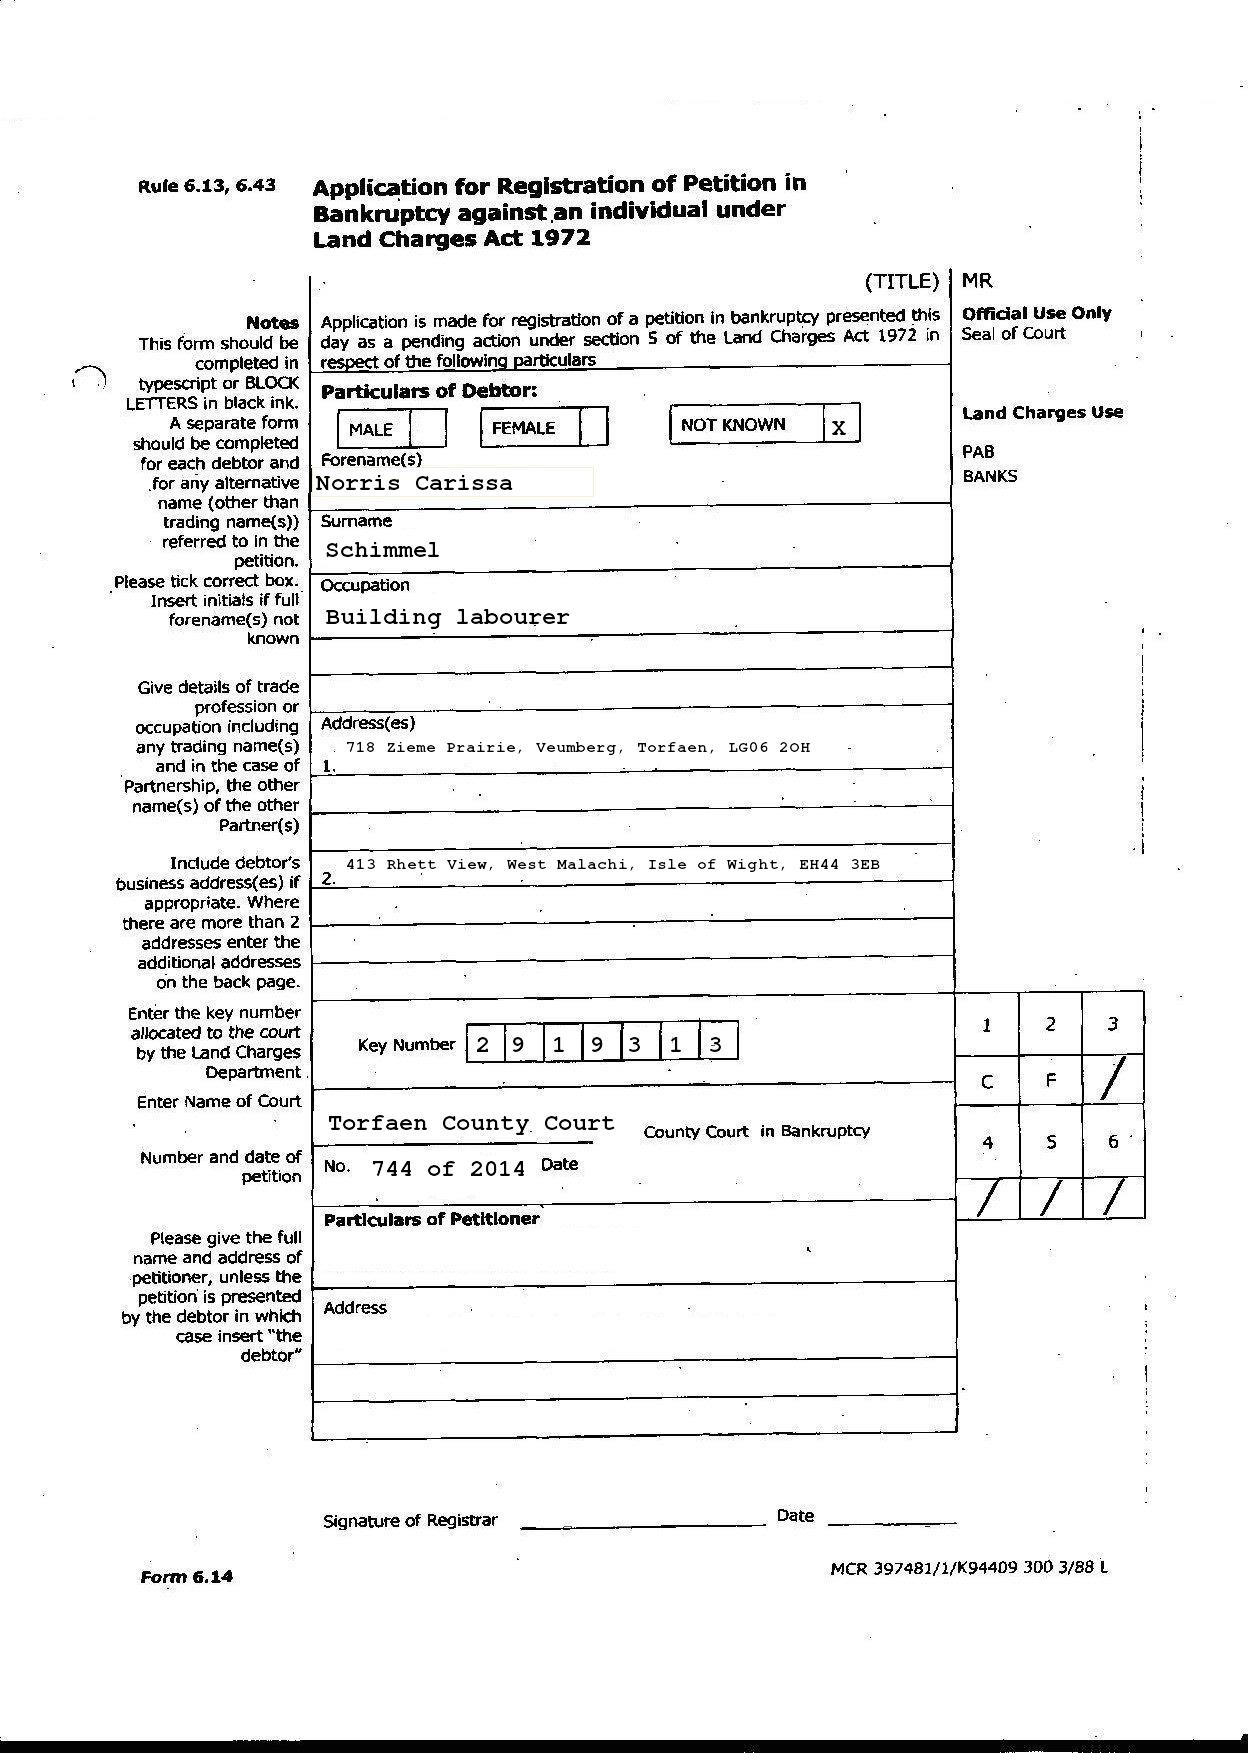 Rule 6.13, 6.43
Application for Registration of Petition in
Bankruptcy against an individual under
Land Charges Act 1972
(TITLE)
MR
Notes
This form should be
completed in
typescript or BLOCK
LETTERS in black ink.
A separate form
should be completed
for each debtor and
for any alternative
name (other than
trading name(s))
referred to in the
petition.
Please tick correct box.
Insert initials if full
forename(s) not
known
Application is made for registration of a petition in bankruptcy presented this
day as a pending action under section 5 of the Land Charges Act 1972 in
respect of the following particulars
Official Use Only
Seal of Court
Particulars of Debtor:
MALE
FEMALE
NOT KNOWN X
Land Charges Use
PAB
BANKS
Forename(s)
Norris Carissa
Surname
Schimmel
Occupation
Building labourer
Give details of trade
profession or
occupation including
any trading name(s)
and in the case of
Partnership, the other
name(s) of the other
Partner(s)
Address(es)
718 Zieme Prairie, Veumberg, Torfaen, LG06 2OH
1.
Include debtor's
business address(es) if
appropriate. Where
there are more than 2
addresses enter the
additional addresses
on the back page.
413 Rhett View, West Malachi, Isle of Wight, EH44 3EB
2.
Enter the key number
allocated to the court
by the Land Charges
Department
Key Number 2 9 1 9 3 1 3
1 2 3
C F /
4 5 6
/ / /
Enter Name of Court
Torfaen County Court
County Court in Bankruptcy
Number and date of
petition
No. 744 of 2014 Date
Particulars of Petitioner
Please give the full
name and address of
petitioner, unless the
petition is presented
by the debtor in which
case insert "the
debtor"
Address
Signature of Registrar
Date
Form 6.14
MCR 397481/1/K94409 300 3/88 L